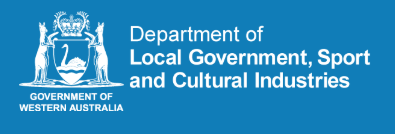 Department of
Local Government, Sport
and Cultural Industries
GOVERNMENT OF
WESTERN AUSTRALIA